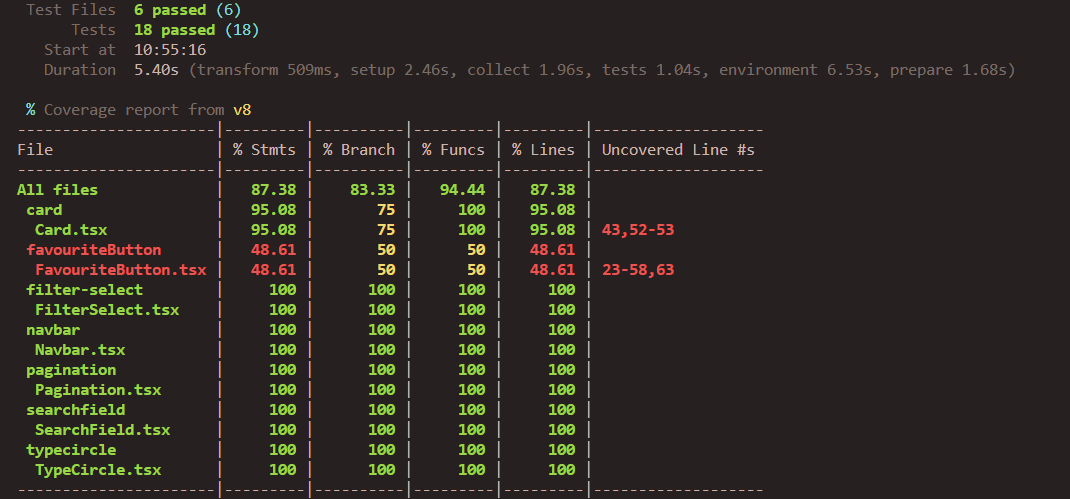 Test Files  6 passed (6)
     Tests  18 passed (18)
  Start at  10:55:16
  Duration  5.40s (transform 509ms, setup 2.46s, collect 1.96s, tests 1.04s, environment 6.53s, prepare 1.68s)
% Coverage report from v8
----------------------|---------|----------|---------|---------|-------------------
File                  | % Stmts | % Branch | % Funcs | % Lines | Uncovered Line #s
----------------------|---------|----------|---------|---------|-------------------
All files             |   87.38 |    83.33 |   94.44 |   87.38 |
 card                 |   95.08 |       75 |     100 |   95.08 |
  Card.tsx            |   95.08 |       75 |     100 |   95.08 | 43,52-53
 favouriteButton      |   48.61 |       50 |      50 |   48.61 |
  FavouriteButton.tsx |   48.61 |       50 |      50 |   48.61 | 23-58,63
 filter-select        |     100 |      100 |     100 |     100 |
  FilterSelect.tsx    |     100 |      100 |     100 |     100 |
 navbar               |     100 |      100 |     100 |     100 |
  Navbar.tsx          |     100 |      100 |     100 |     100 |
 pagination           |     100 |      100 |     100 |     100 |
  Pagination.tsx      |     100 |      100 |     100 |     100 |
 searchfield          |     100 |      100 |     100 |     100 |
  SearchField.tsx     |     100 |      100 |     100 |     100 |
 typecircle           |     100 |      100 |     100 |     100 |
  TypeCircle.tsx      |     100 |      100 |     100 |     100 |
----------------------|---------|----------|---------|---------|-------------------